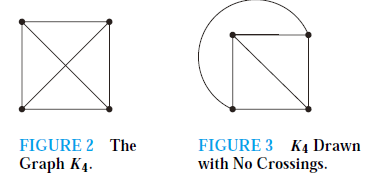 FIGURE 2 The
Graph K4.
FIGURE 3 K4 Drawn
with No Crossings.